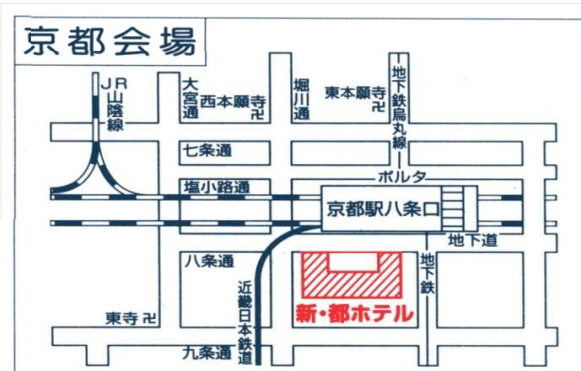 京都会場
JR山陰線
大宮通
西本願寺卍
堀川通
東本願寺卍
地下鉄烏丸線
七条通
ポルタ
塩小路通
京都駅八条口
地下道
八条通
地下鉄
近畿日本鉄道
新・都ホテル
東寺卍
九条通